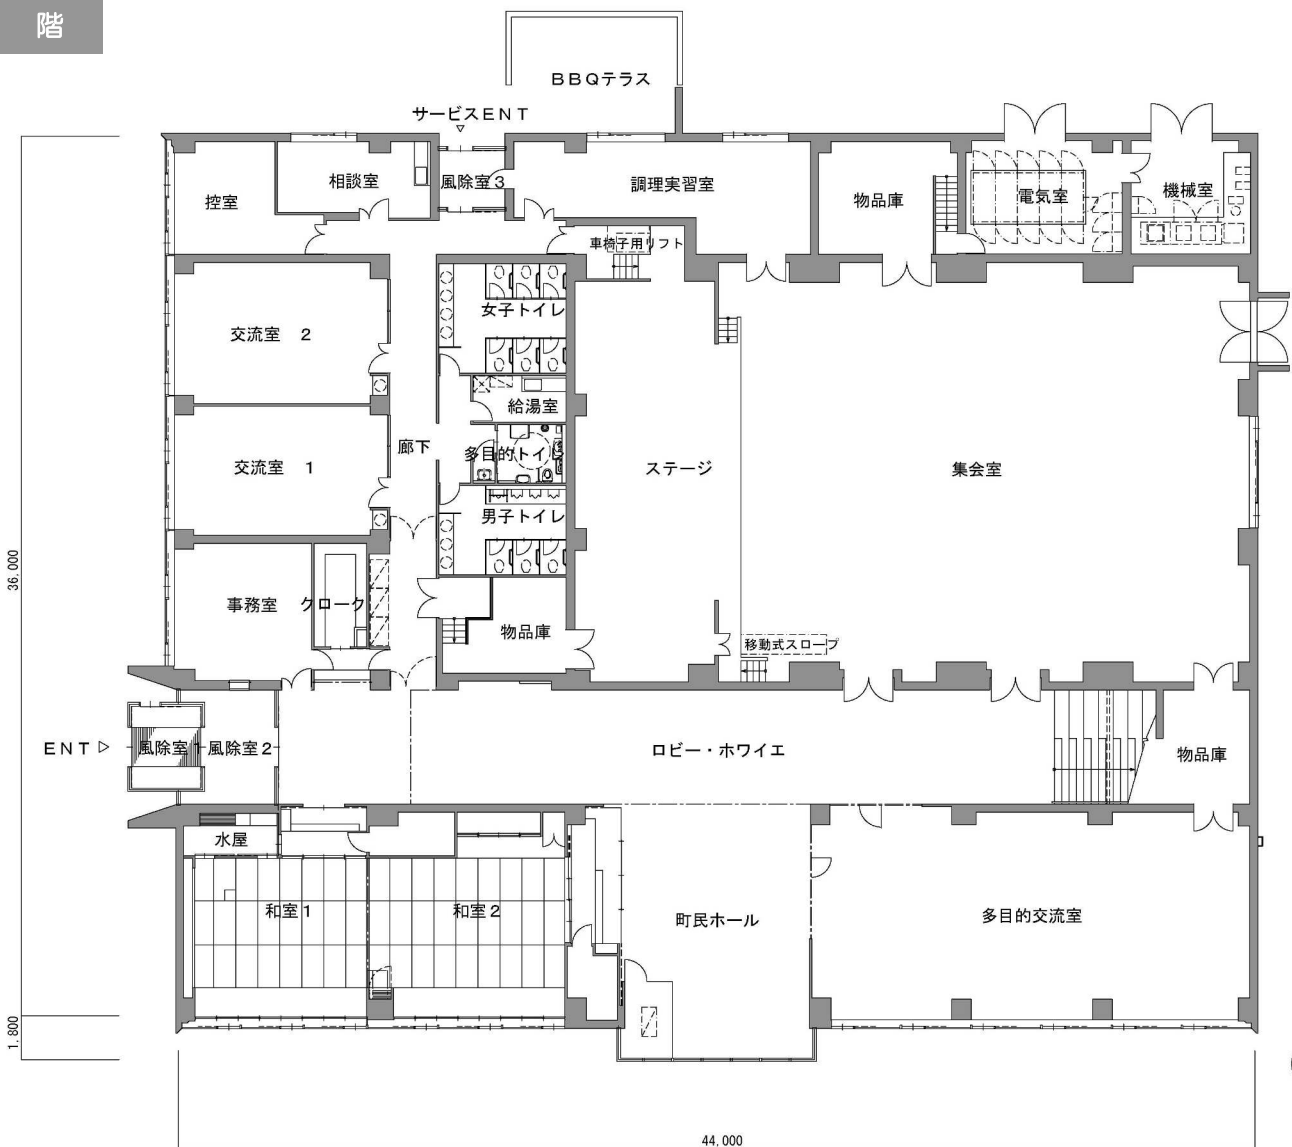 階
BBQテラス
サービスENT
控室
相談室
風除室3
調理実習室
物品庫
電気室
機械室
車椅子用リフト
女子トイレ
交流室 2
給湯室
廊下
多目的トイレ
交流室 1
ステージ
集会室
男子トイレ
事務室
クローク
物品庫
移動式スロープ
ENT
風除室1
風除室2
ロビー・ホワイエ
物品庫
水屋
和室1
和室2
町民ホール
多目的交流室
36,000
1,800
44,000